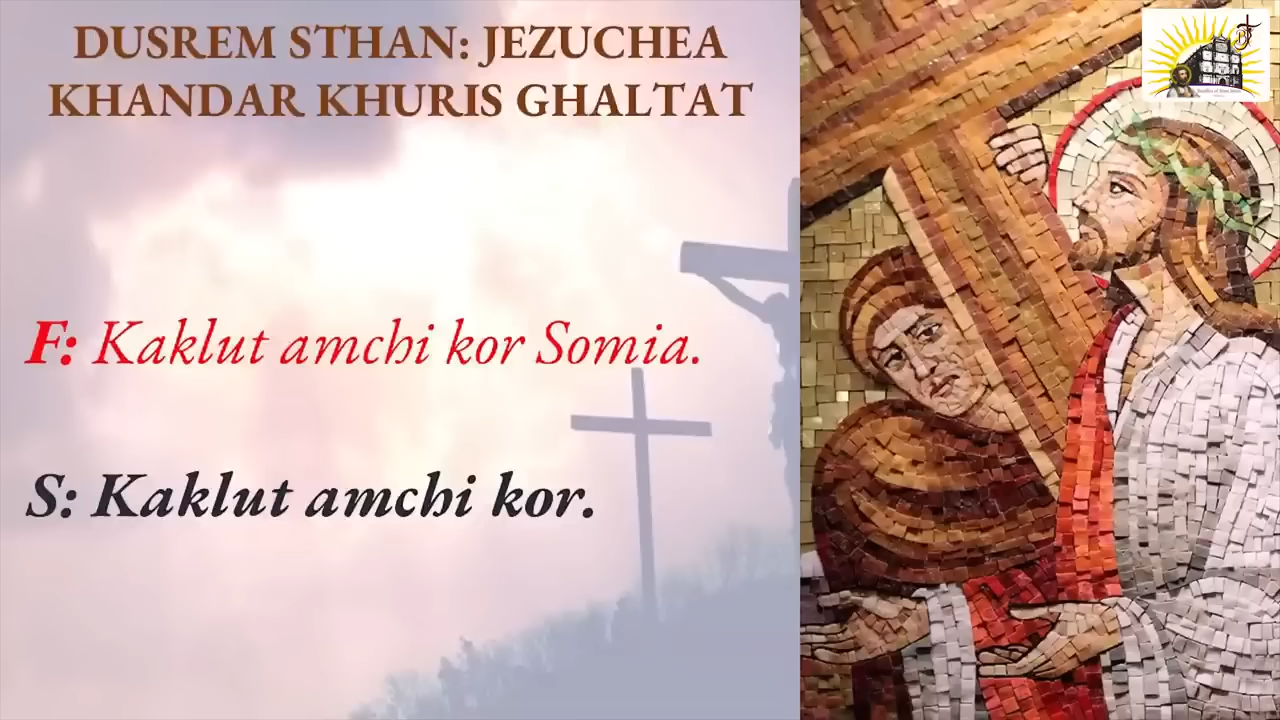 DUSREM STHAN: JEZUCHEA
KHANDAR KHURIS GHALTAT
F: Kaklut amchi kor Somia.
S: Kaklut amchi kor.